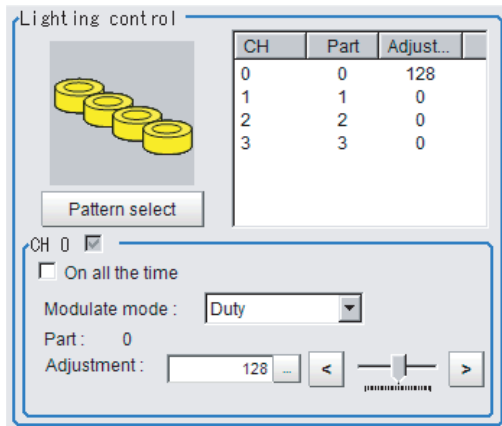 Lighting control
CH Part Adjust...
0 0 128
1 1 0
2 2 0
3 3 0
Pattern select
CH 0
On all the time
Modulate mode : Duty
Part : 0
Adjustment : 128 ... < >